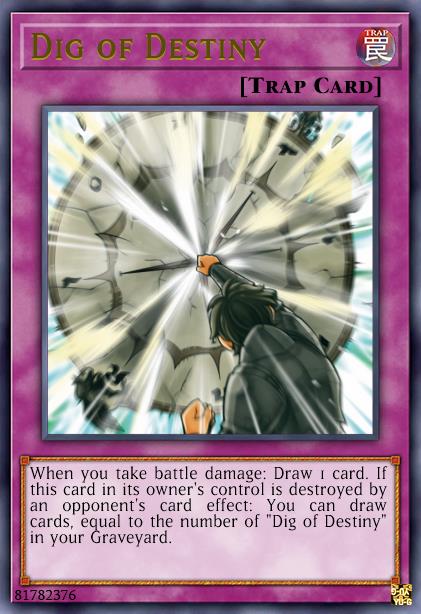 Dig of Destiny
TRAP
罠
[Trap Card]
When you take battle damage: Draw 1 card. If
this card in its owner's control is destroyed by
an opponent's card effect: You can draw
cards, equal to the number of "Dig of Destiny"
in your Graveyard.
81782376